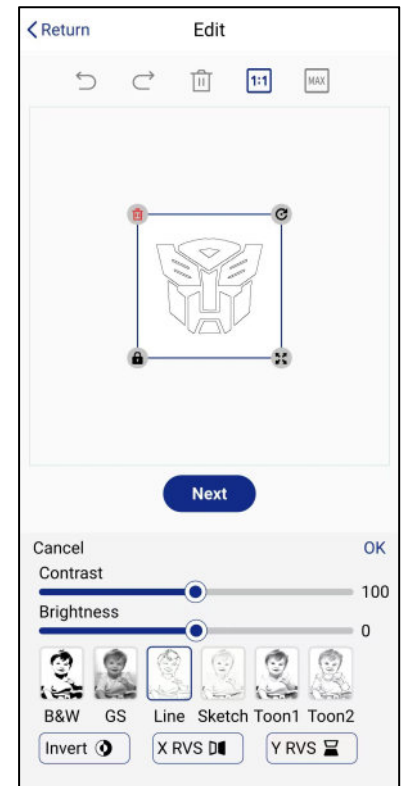 Return Edit
1:1 MAX
Next
Cancel OK
Contrast
100
Brightness
0
B&W GS Line Sketch Toon1 Toon2
Invert X RVS Y RVS